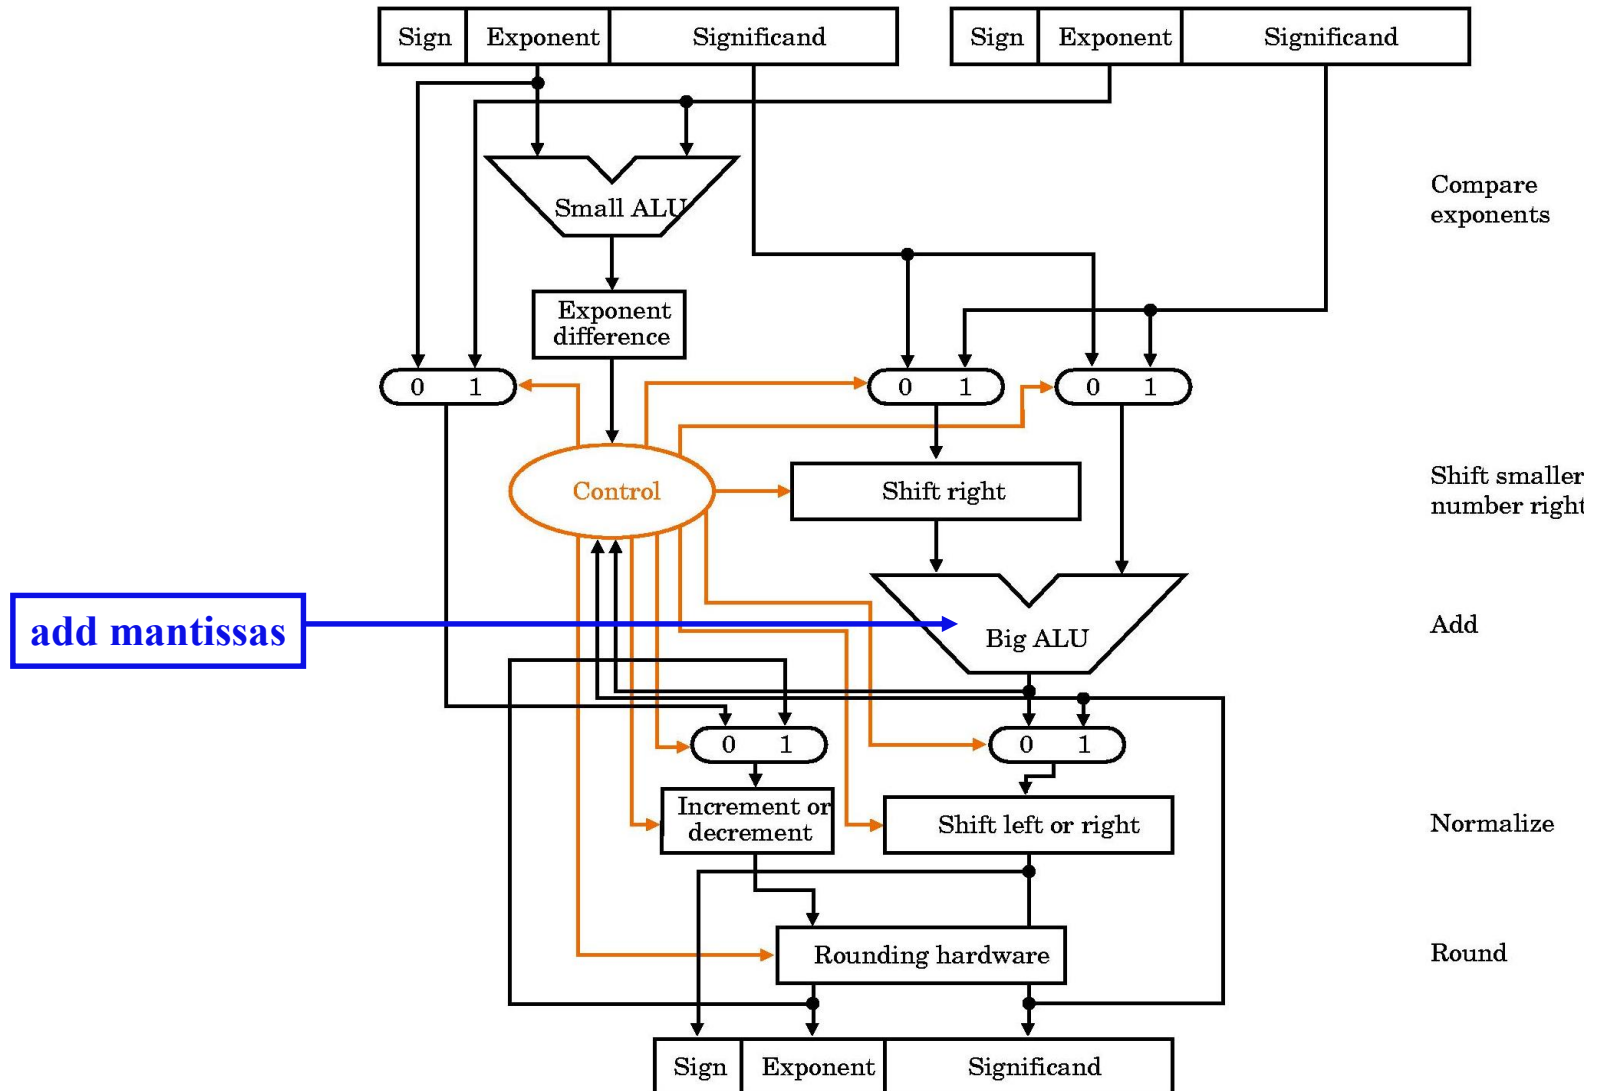 Sign Exponent Significand Sign Exponent Significand
Compare
exponents
Small ALU
Exponent
difference
0 1 0 1 0 1
Control
Shift right
Shift smaller
number right
add mantissas
Big ALU
Add
0 1 0 1
Increment or
decrement
Shift left or right
Normalize
Rounding hardware
Round
Sign Exponent Significand